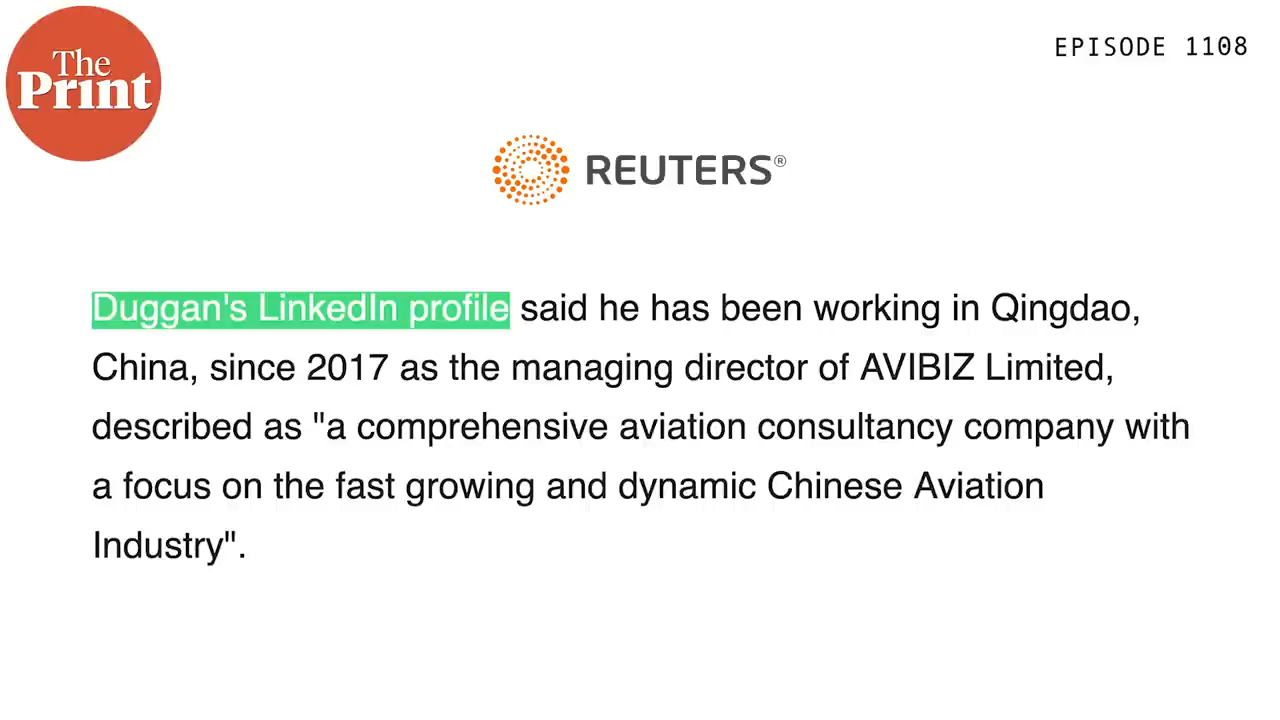 The
Print
EPISODE 1108
REUTERS®
Duggan's LinkedIn profile said he has been working in Qingdao,
China, since 2017 as the managing director of AVIBIZ Limited,
described as "a comprehensive aviation consultancy company with
a focus on the fast growing and dynamic Chinese Aviation
Industry".